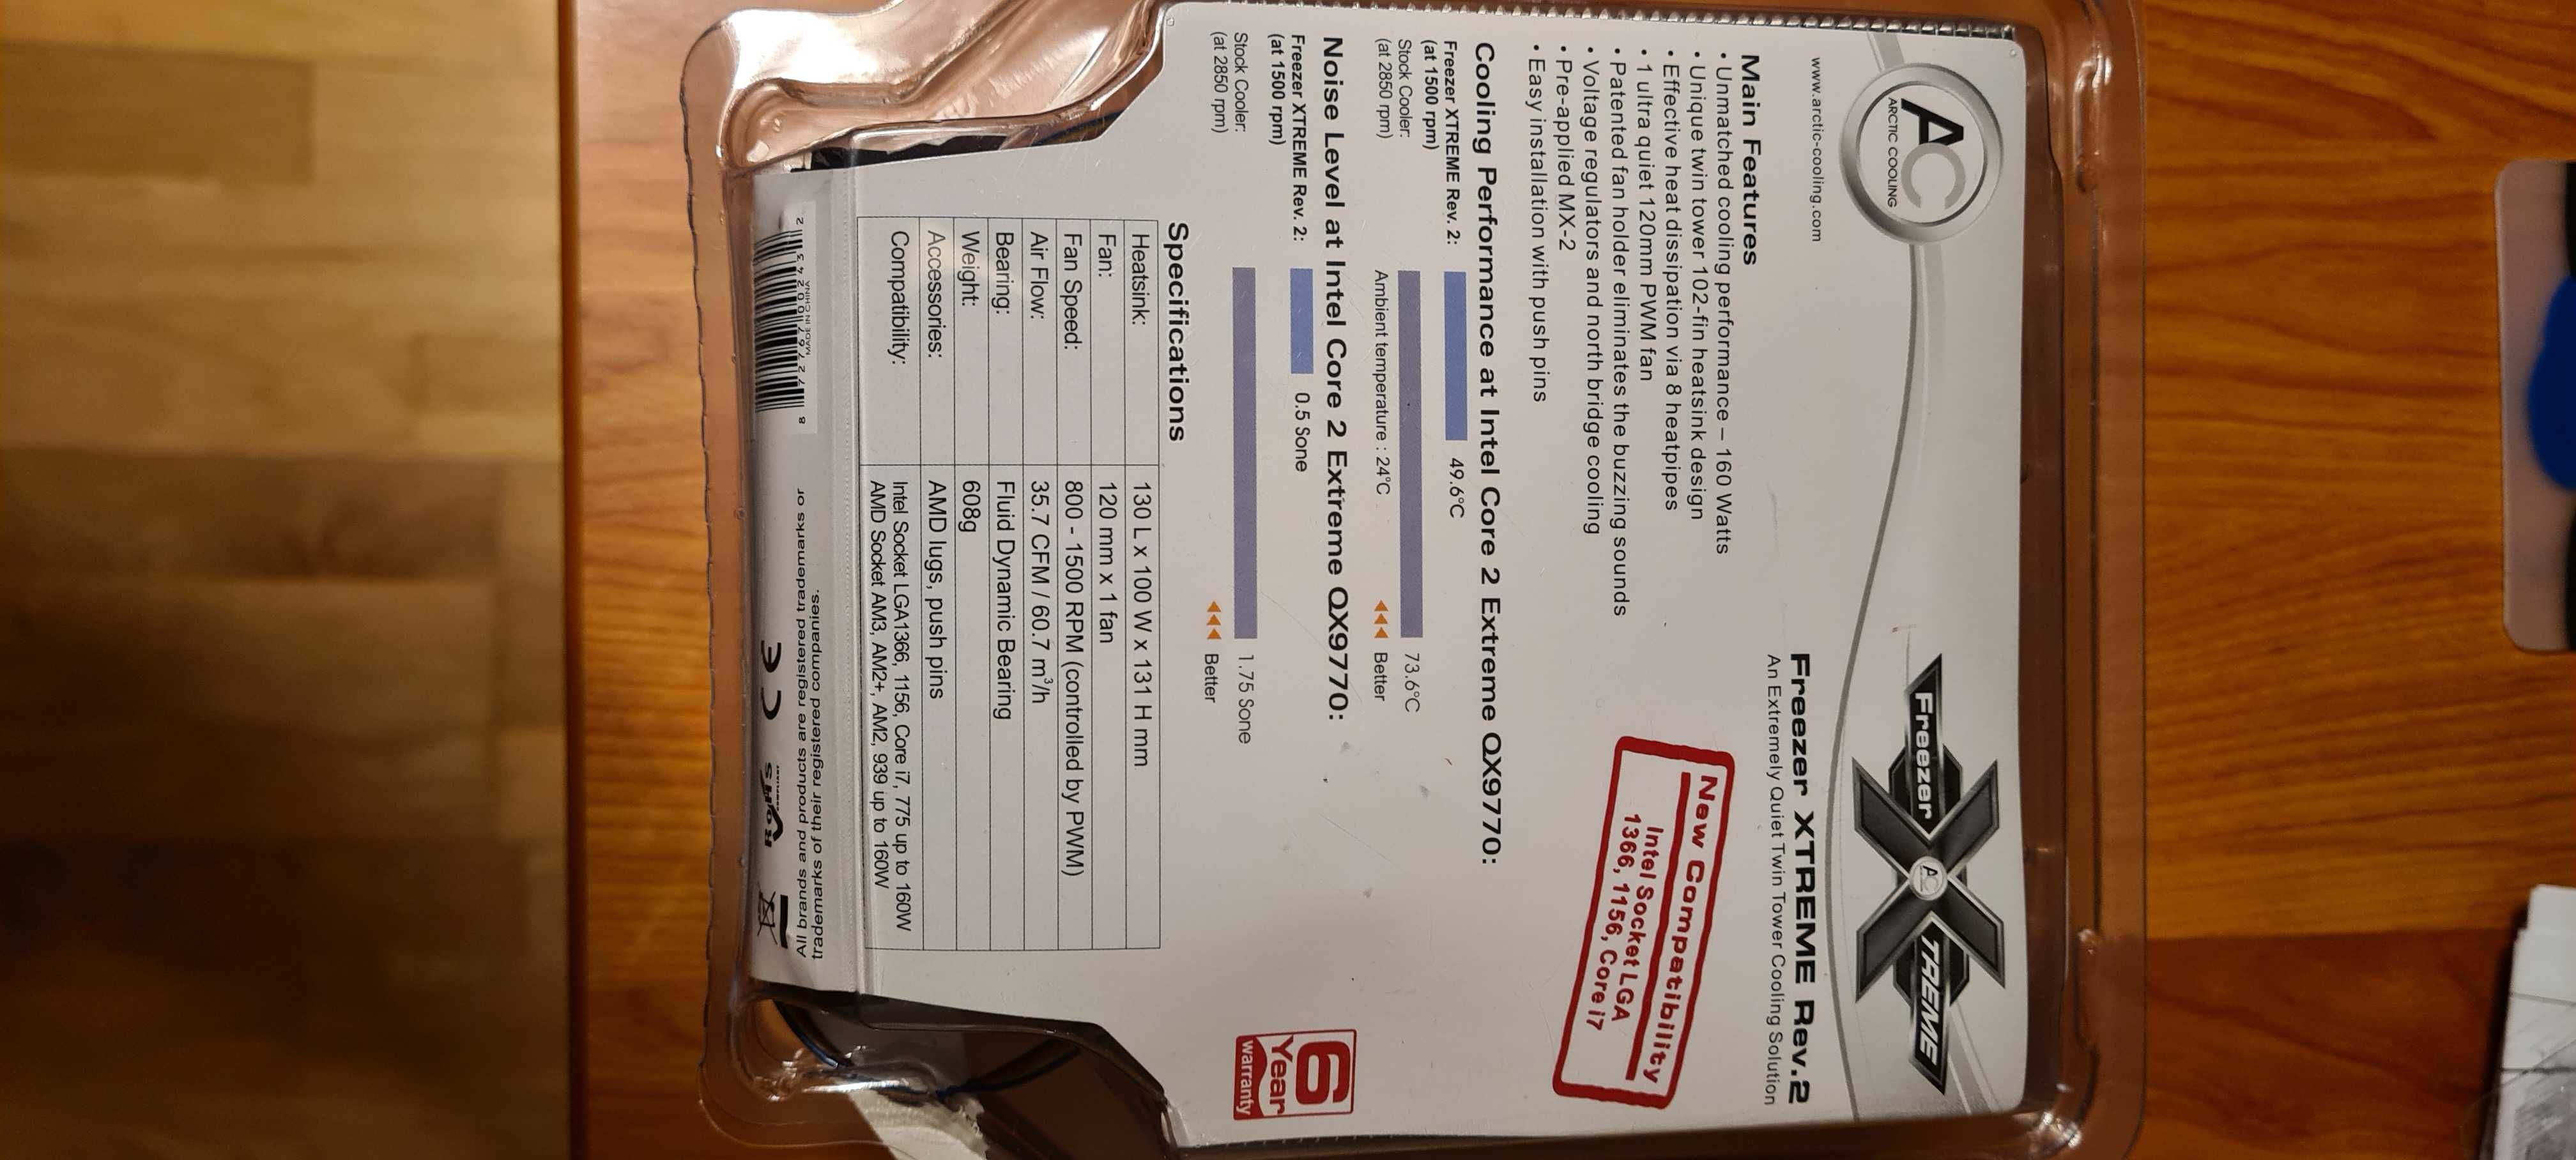 AC
ARCTIC COOLING
www.arctic-cooling.com
Freezer
AC
TREME
Freezer XTREME Rev.2
An Extremely Quiet Twin Tower Cooling Solution
Main Features
• Unmatched cooling performance – 160 Watts
• Unique twin tower 102-fin heatsink design
• Effective heat dissipation via 8 heatpipes
• 1 ultra quiet 120mm PWM fan
• Patented fan holder eliminates the buzzing sounds
• Voltage regulators and north bridge cooling
• Pre-applied MX-2
• Easy installation with push pins
New Compatibility
Intel Socket LGA
1366, 1156, Core i7
Cooling Performance at Intel Core 2 Extreme QX9770:
Freezer XTREME Rev. 2: 49.6°C
(at 1500 rpm)
Stock Cooler: 73.6°C
(at 2850 rpm)
Ambient temperature : 24°C
Better
Noise Level at Intel Core 2 Extreme QX9770:
Freezer XTREME Rev. 2: 0.5 Sone
(at 1500 rpm)
Stock Cooler: 1.75 Sone
(at 2850 rpm)
Better
6
Year
warranty
Specifications
Heatsink: 130 L x 100 W x 131 H mm
Fan: 120 mm x 1 fan
Fan Speed: 800 - 1500 RPM (controlled by PWM)
Air Flow: 35.7 CFM / 60.7 m³/h
Bearing: Fluid Dynamic Bearing
Weight: 608g
Accessories: AMD lugs, push pins
Compatibility: Intel Socket LGA1366, 1156, Core i7, 775 up to 160W
AMD Socket AM3, AM2+, AM2, 939 up to 160W
All brands and products are registered trademarks or
trademarks of their registered companies.
RoHS
MADE IN CHINA